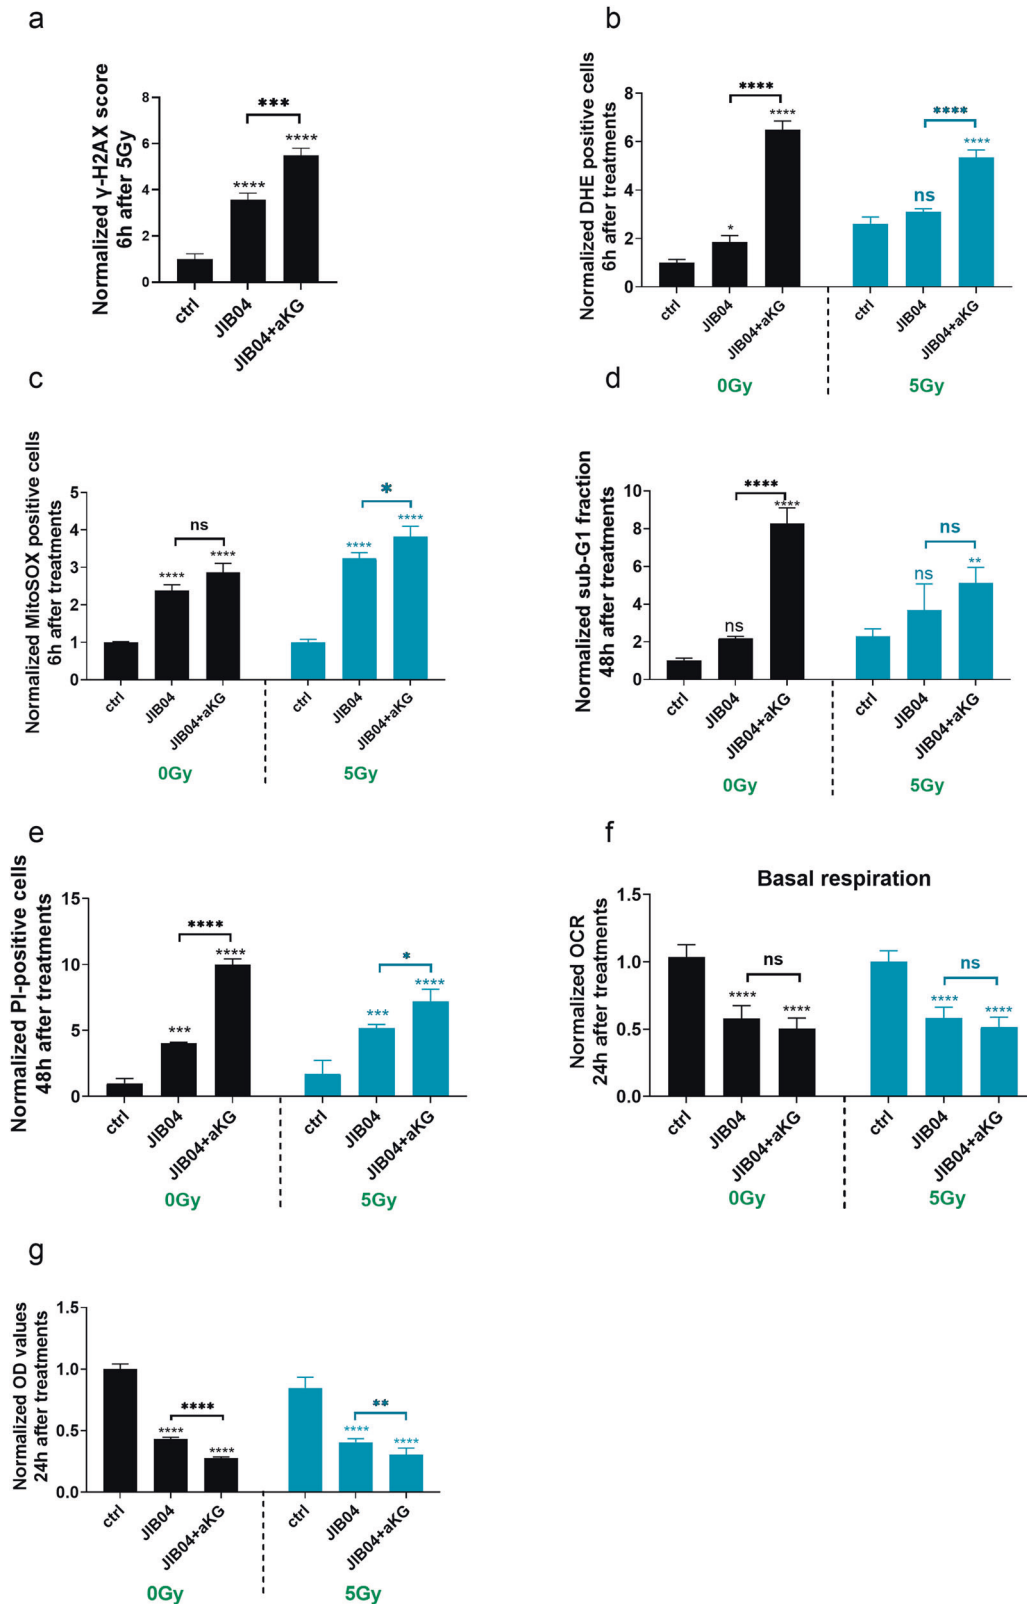 a
Normalized γ-H2AX score
6h after 5Gy
8
6
4
2
0
***
****
****
ctrl
JIB04
JIB04+aKG
b
Normalized DHE positive cells
6h after treatments
8
6
4
2
0
****
****
*
****
****
ns
ctrl
JIB04
JIB04+aKG
ctrl
JIB04
JIB04+aKG
0Gy
5Gy
c
Normalized MitoSOX positive cells
6h after treatments
5
4
3
2
1
0
ns
****
****
*
****
****
ctrl
JIB04
JIB04+aKG
ctrl
JIB04
JIB04+aKG
0Gy
5Gy
d
Normalized sub-G1 fraction
48h after treatments
10
8
6
4
2
0
****
****
ns
ns
**
ns
ctrl
JIB04
JIB04+aKG
ctrl
JIB04
JIB04+aKG
0Gy
5Gy
e
Normalized PI-positive cells
48h after treatments
15
10
5
0
****
****
***
*
****
***
ctrl
JIB04
JIB04+aKG
ctrl
JIB04
JIB04+aKG
0Gy
5Gy
f
Basal respiration
Normalized OCR
24h after treatments
1.5
1.0
0.5
0.0
ns
****
****
ns
****
****
ctrl
JIB04
JIB04+aKG
ctrl
JIB04
JIB04+aKG
0Gy
5Gy
g
Normalized OD values
24h after treatments
1.5
1.0
0.5
0.0
****
****
****
**
****
****
ctrl
JIB04
JIB04+aKG
ctrl
JIB04
JIB04+aKG
0Gy
5Gy